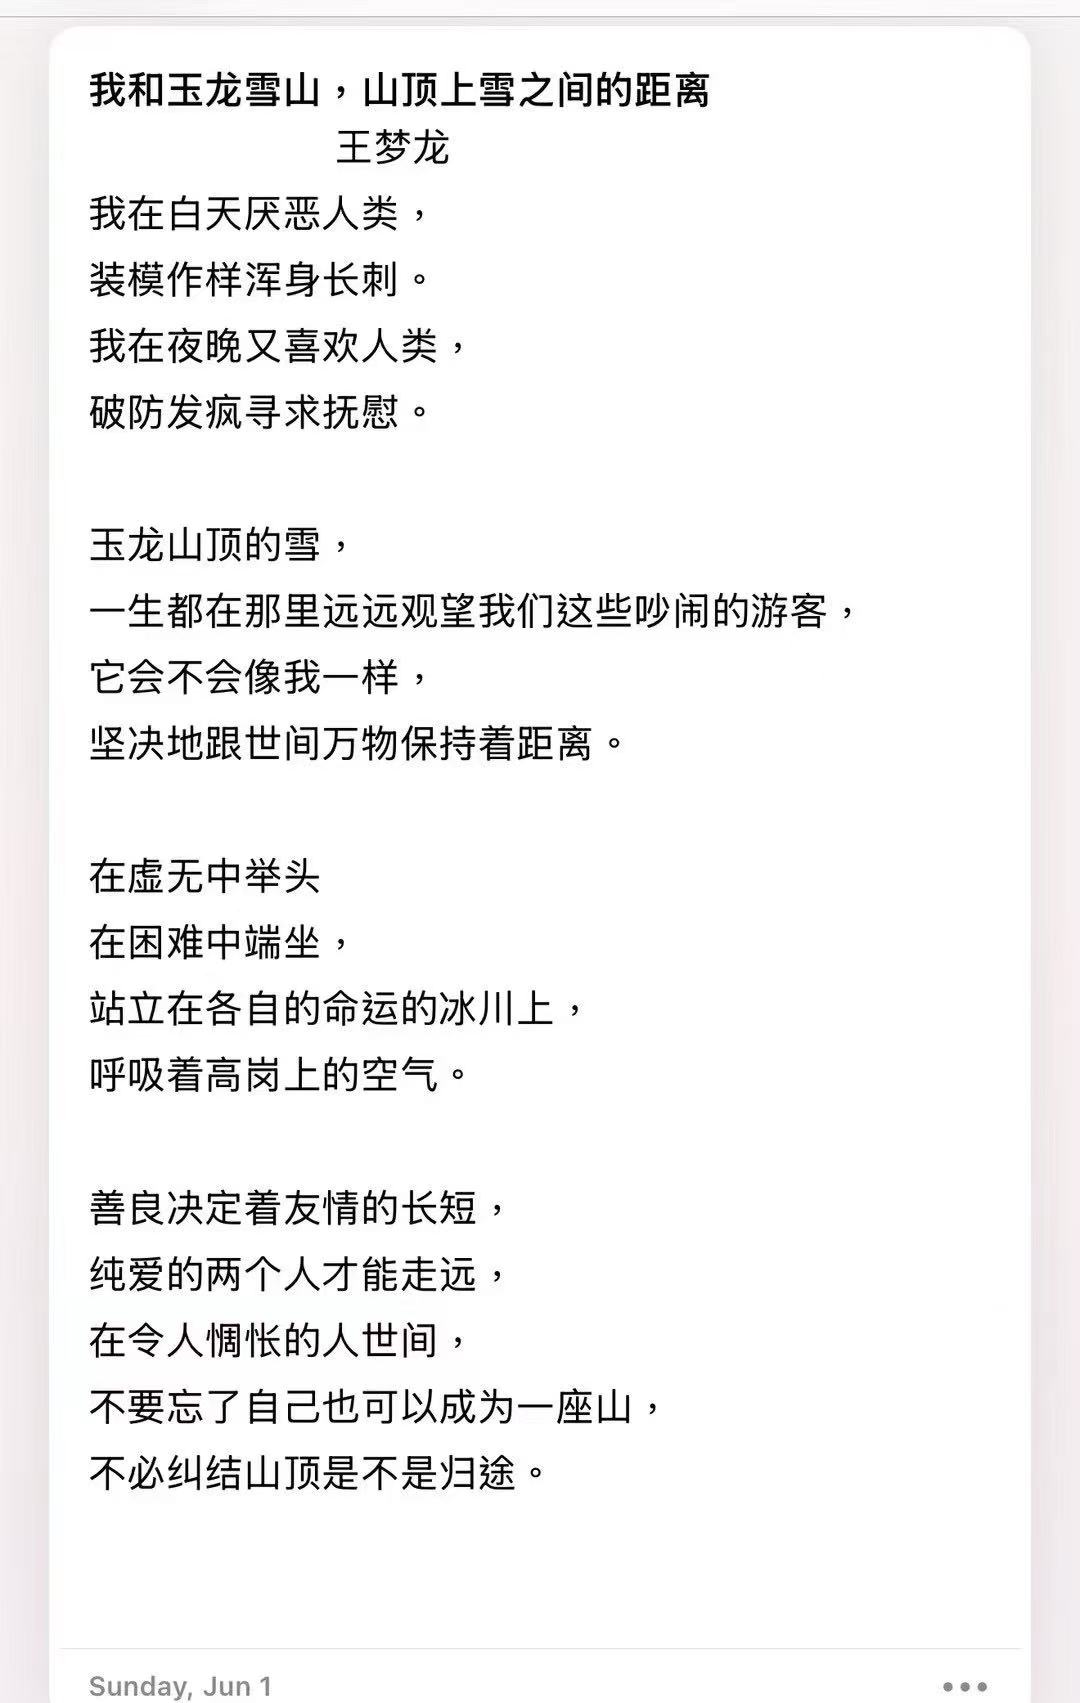 我和玉龙雪山，山顶上雪之间的距离
王梦龙
我在白天厌恶人类，
装模作样浑身长刺。
我在夜晚又喜欢人类，
破防发疯寻求抚慰。
玉龙山顶的雪，
一生都在那里远远观望我们这些吵闹的游客，
它会不会像我一样，
坚决地跟世间万物保持着距离。
在虚无中举头
在困难中端坐，
站立在各自的命运的冰川上，
呼吸着高岗上的空气。
善良决定着友情的长短，
纯爱的两个人才能走远，
在令人惆怅的人世间，
不要忘了自己也可以成为一座山，
不必纠结山顶是不是归途。
Sunday, Jun 1